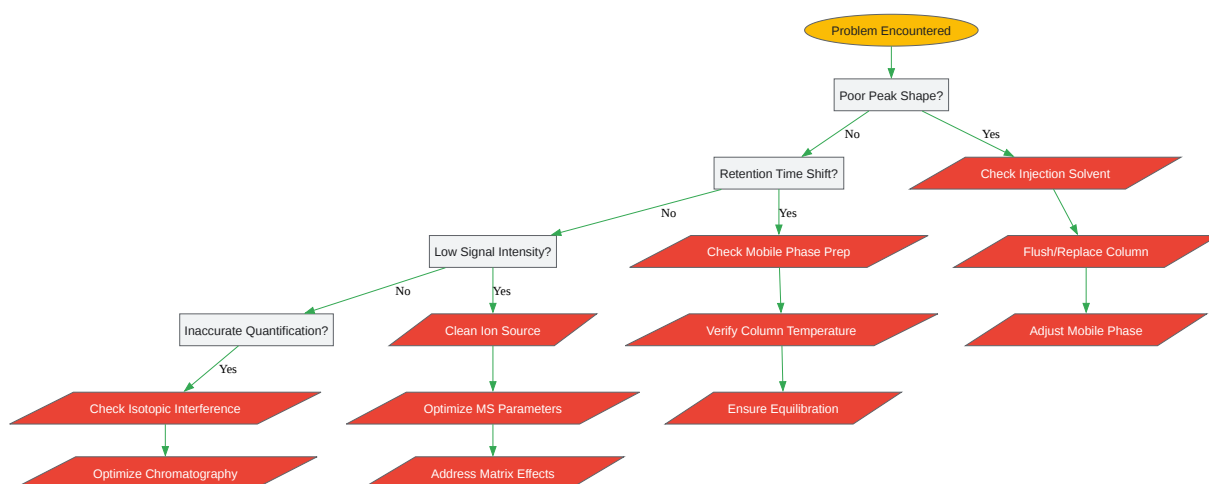 Problem Encountered
Poor Peak Shape?
No
Yes
Retention Time Shift?
Check Injection Solvent
No
Yes
Low Signal Intensity?
Check Mobile Phase Prep
Flush/Replace Column
No
Yes
Inaccurate Quantification?
Clean Ion Source
Verify Column Temperature
Adjust Mobile Phase
Yes
Check Isotopic Interference
Optimize MS Parameters
Ensure Equilibration
Optimize Chromatography
Address Matrix Effects